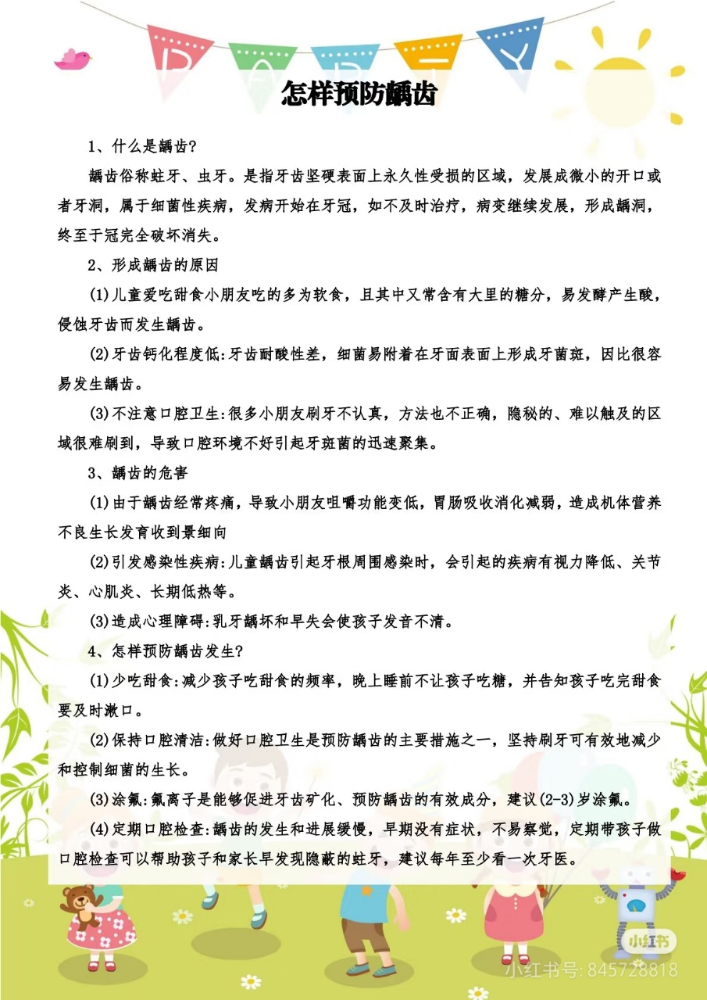 PARTY
怎样预防龋齿
1、什么是龋齿?
龋齿俗称蛀牙、虫牙。是指牙齿坚硬表面上永久性受损的区域，发展成微小的开口或
者牙洞，属于细菌性疾病，发病开始在牙冠，如不及时治疗，病变继续发展，形成龋洞，
终至于冠完全破坏消失。
2、形成龋齿的原因
(1)儿童爱吃甜食小朋友吃的多为软食，且其中又常含有大里的糖分，易发酵产生酸，
侵蚀牙齿而发生龋齿。
(2)牙齿钙化程度低:牙齿耐酸性差，细菌易附着在牙面表面上形成牙菌斑，因比很容
易发生龋齿。
(3)不注意口腔卫生:很多小朋友刷牙不认真，方法也不正确，隐秘的、难以触及的区
域很难刷到，导致口腔环境不好引起牙斑菌的迅速聚集。
3、龋齿的危害
(1)由于龋齿经常疼痛，导致小朋友咀嚼功能变低，胃肠吸收消化减弱，造成机体营养
不良生长发育收到景细向
(2)引发感染性疾病:儿童龋齿引起牙根周围感染时，会引起的疾病有视力降低、关节
炎、心肌炎、长期低热等。
(3)造成心理障碍:乳牙龋坏和早失会使孩子发音不清。
4、怎样预防龋齿发生?
(1)少吃甜食:减少孩子吃甜食的频率，晚上睡前不让孩子吃糖，并告知孩子吃完甜食
要及时漱口。
(2)保持口腔清洁:做好口腔卫生是预防龋齿的主要措施之一，坚持刷牙可有效地减少
和控制细菌的生长。
(3)涂氟:氟离子是能够促进牙齿矿化、预防龋齿的有效成分，建议(2-3)岁涂氟。
(4)定期口腔检查:龋齿的发生和进展缓慢，早期没有症状，不易察觉，定期带孩子做
口腔检查可以帮助孩子和家长早发现隐蔽的蛀牙，建议每年至少看一次牙医。
小红书
小红书号: 845728818